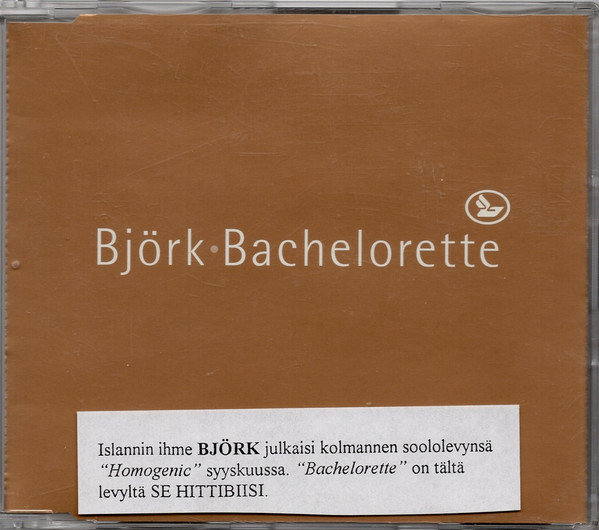 Björk•Bachelorette
Islannin ihme BJÖRK julkaisi kolmannen soololevynsä
“Homogenic” syyskuussa. “Bachelorette” on tältä
levyltä SE HITTIBIISI.